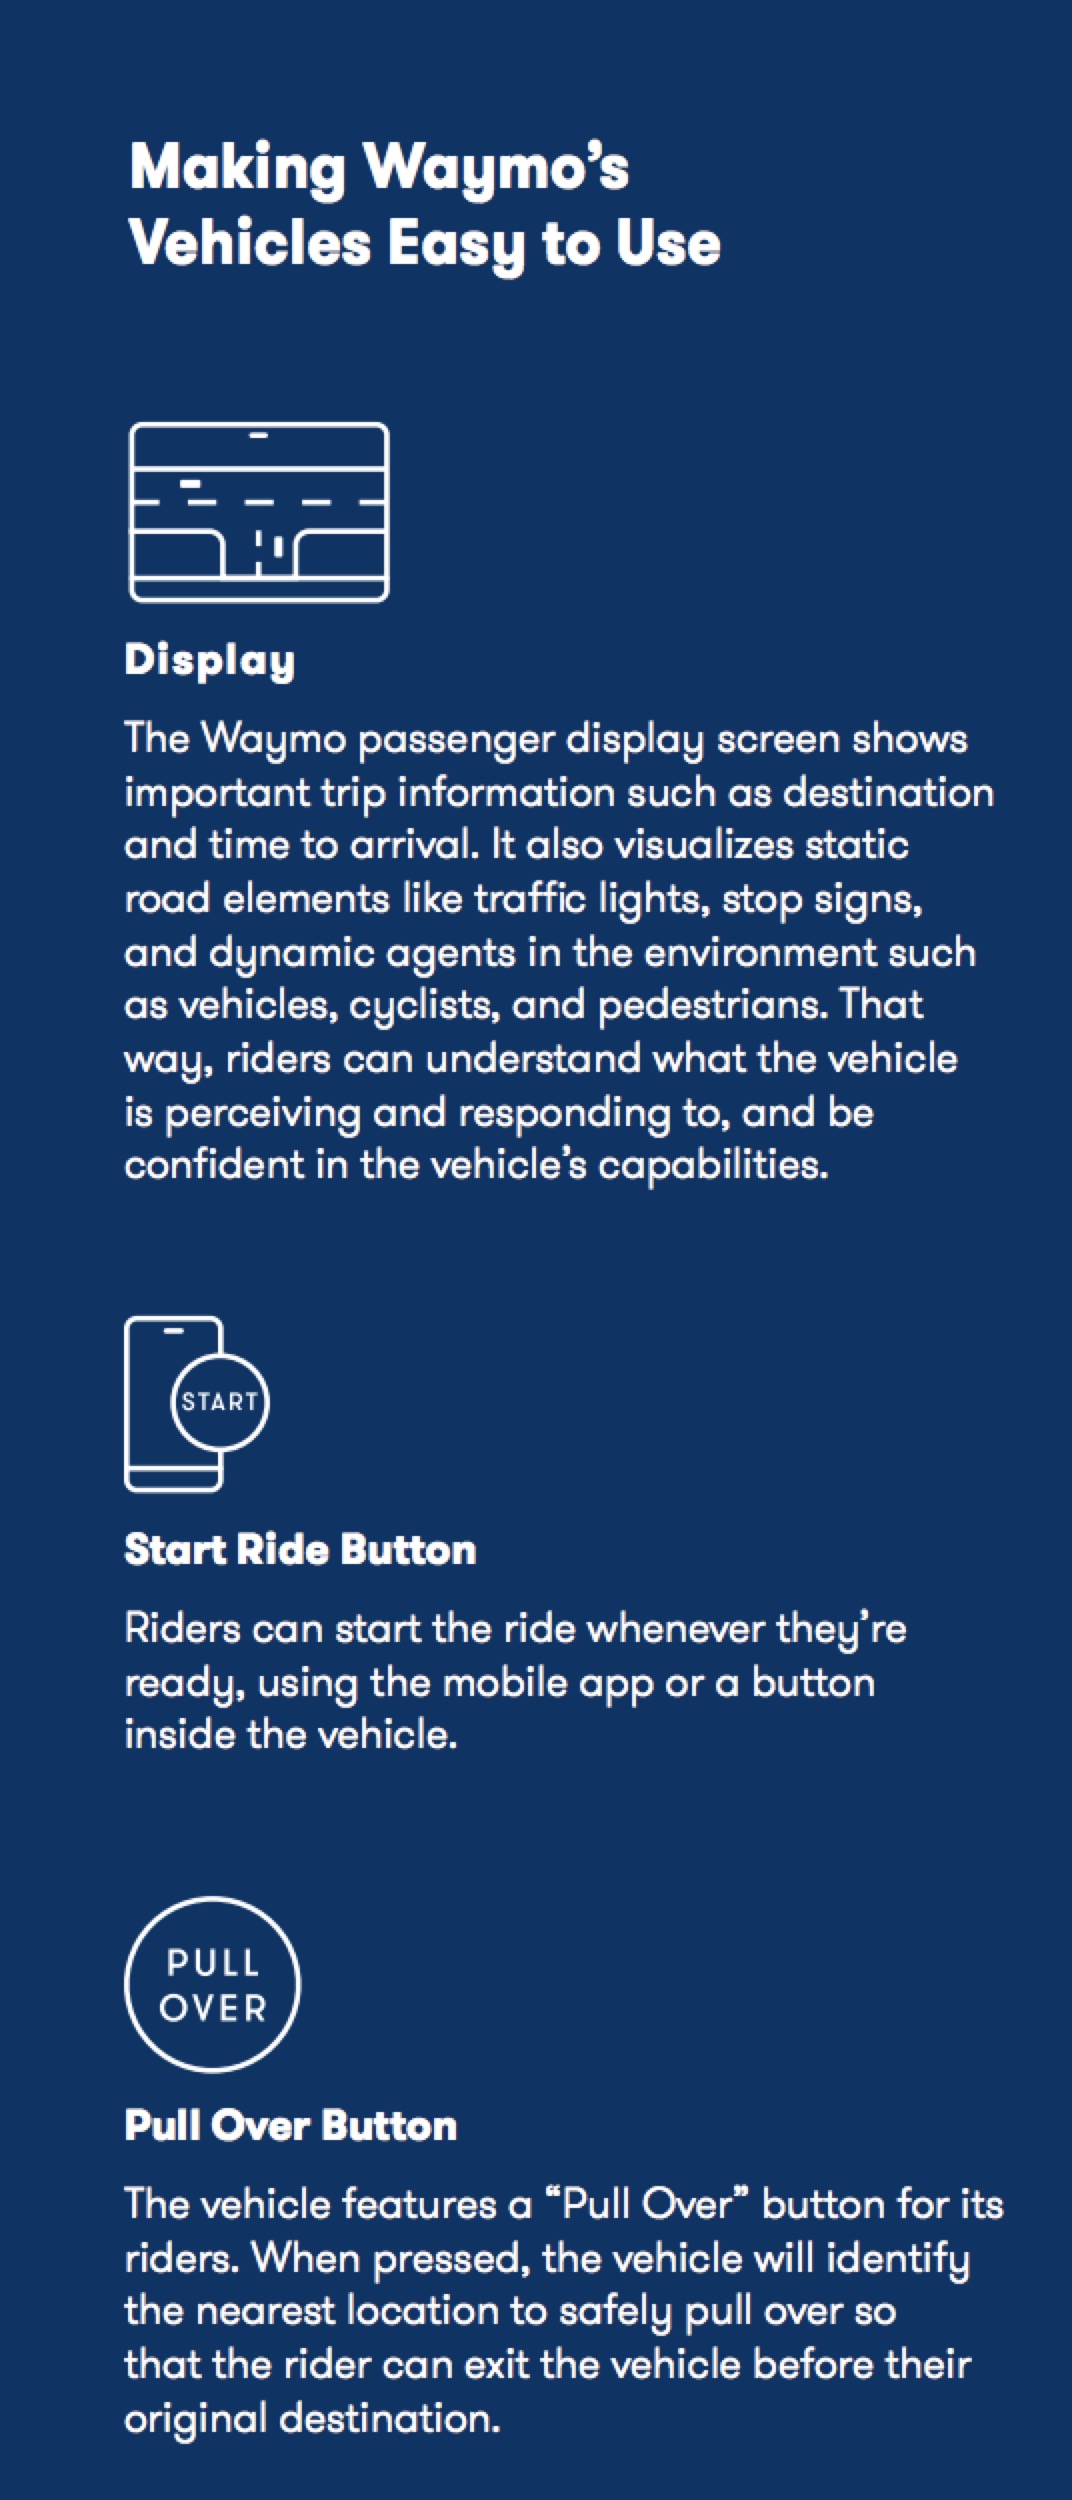 Making Waymo’s
Vehicles Easy to Use
Display
The Waymo passenger display screen shows
important trip information such as destination
and time to arrival. It also visualizes static
road elements like traffic lights, stop signs,
and dynamic agents in the environment such
as vehicles, cyclists, and pedestrians. That
way, riders can understand what the vehicle
is perceiving and responding to, and be
confident in the vehicle’s capabilities.
START
Start Ride Button
Riders can start the ride whenever they’re
ready, using the mobile app or a button
inside the vehicle.
PULL
OVER
Pull Over Button
The vehicle features a “Pull Over” button for its
riders. When pressed, the vehicle will identify
the nearest location to safely pull over so
that the rider can exit the vehicle before their
original destination.